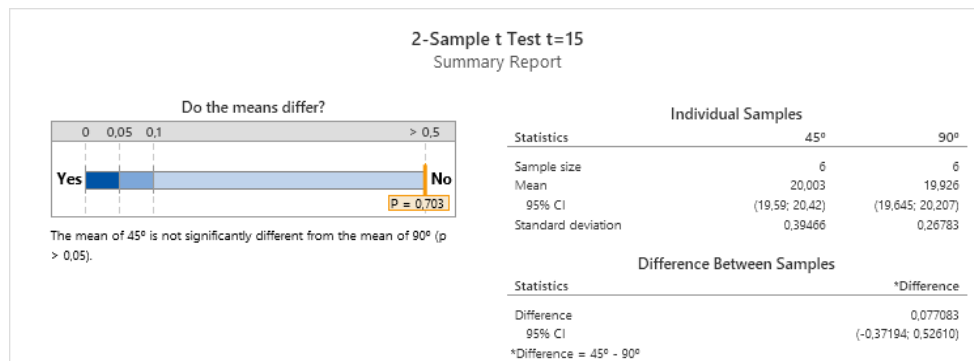 2-Sample t Test t=15
Summary Report
Do the means differ?
0 0,05 0,1 > 0,5
Yes No
P = 0,703
The mean of 45º is not significantly different from the mean of 90º (p
> 0,05).
Individual Samples
Statistics 45º 90º
Sample size 6 6
Mean 20,003 19,926
95% CI (19,59; 20,42) (19,645; 20,207)
Standard deviation 0,39466 0,26783
Difference Between Samples
Statistics *Difference
Difference 0,077083
95% CI (-0,37194; 0,52610)
*Difference = 45º - 90º